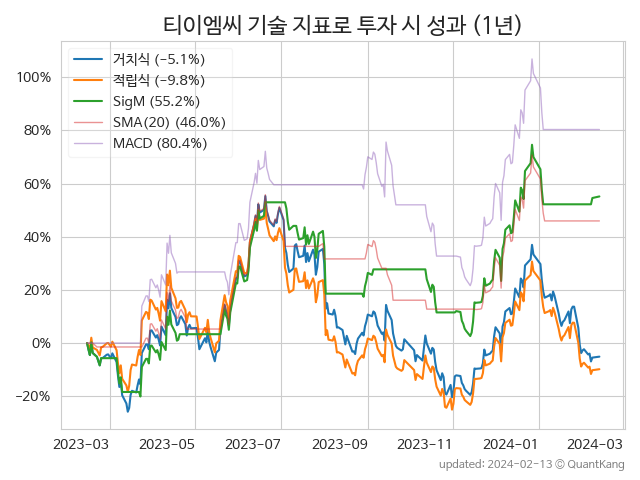 티이엠씨 기술 지표로 투자 시 성과 (1년)
거치식 (−5.1%)
적립식 (−9.8%)
SigM (55.2%)
SMA(20) (46.0%)
MACD (80.4%)
100%
80%
60%
40%
20%
0%
−20%
2023-03 2023-05 2023-07 2023-09 2023-11 2024-01 2024-03
updated: 2024-02-13 ⓒ QuantKang